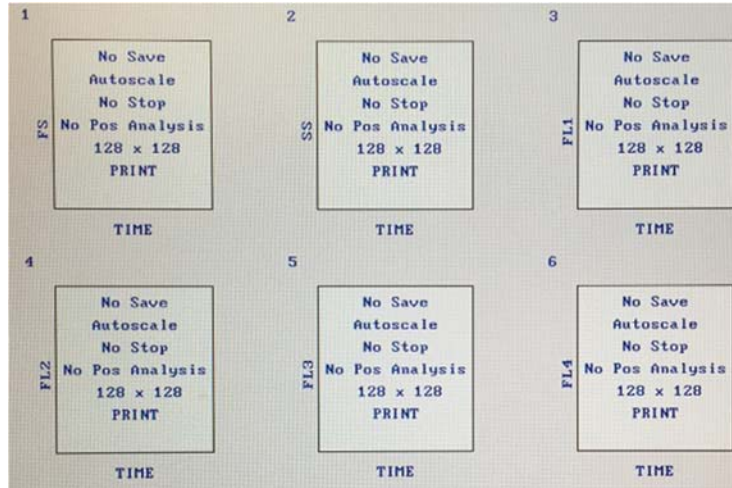 1
No Save
Autoscale
No Stop
No Pos Analysis
128 x 128
PRINT
FS
TIME
2
No Save
Autoscale
No Stop
No Pos Analysis
128 x 128
PRINT
SS
TIME
3
No Save
Autoscale
No Stop
No Pos Analysis
128 x 128
PRINT
FL1
TIME
4
No Save
Autoscale
No Stop
No Pos Analysis
128 x 128
PRINT
FL2
TIME
5
No Save
Autoscale
No Stop
No Pos Analysis
128 x 128
PRINT
FL3
TIME
6
No Save
Autoscale
No Stop
No Pos Analysis
128 x 128
PRINT
FL4
TIME